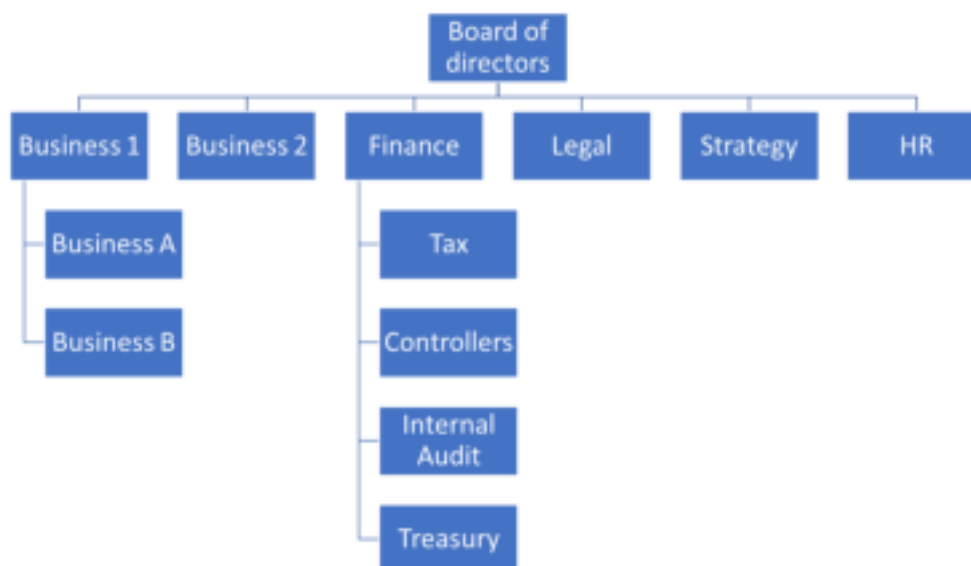 Board of
directors
Business 1
Business 2
Finance
Legal
Strategy
HR
Business A
Business B
Tax
Controllers
Internal
Audit
Treasury